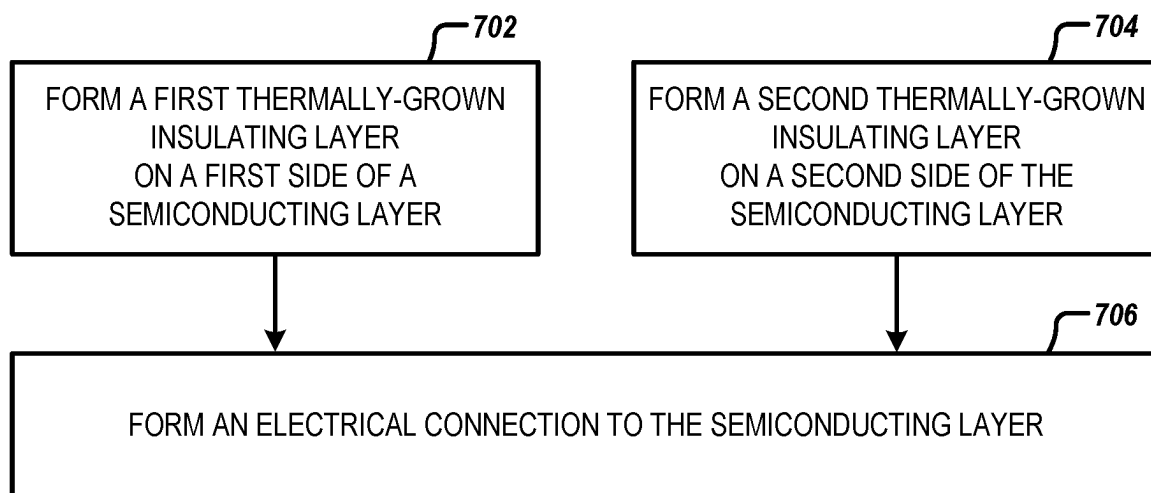 702
FORM A FIRST THERMALLY-GROWN
INSULATING LAYER
ON A FIRST SIDE OF A
SEMICONDUCTING LAYER
704
FORM A SECOND THERMALLY-GROWN
INSULATING LAYER
ON A SECOND SIDE OF THE
SEMICONDUCTING LAYER
706
FORM AN ELECTRICAL CONNECTION TO THE SEMICONDUCTING LAYER